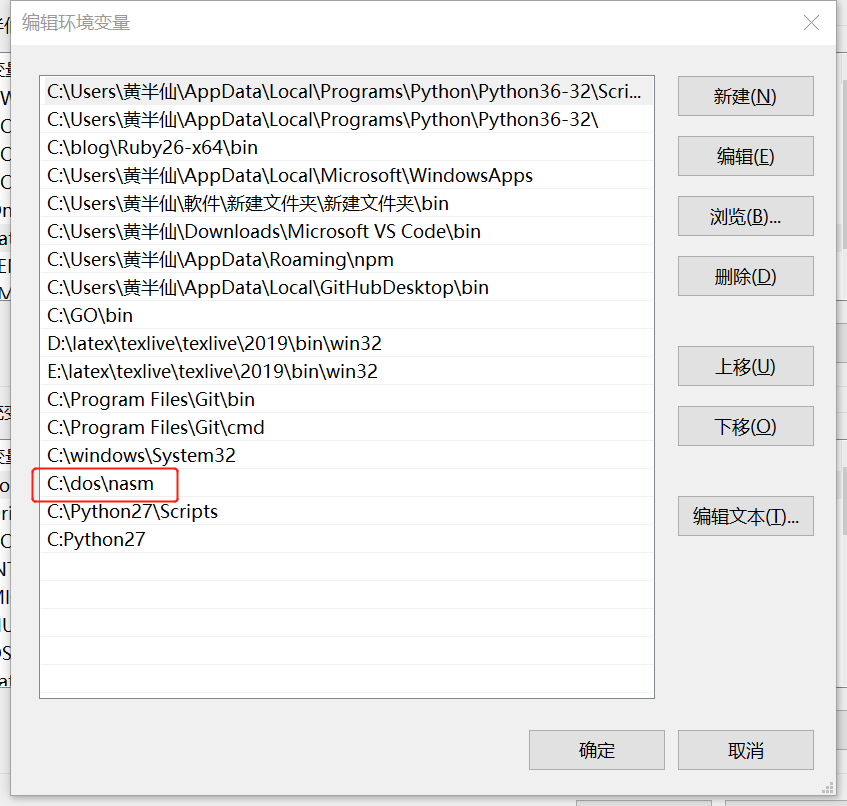 编辑环境变量
C:\Users\黄半仙\AppData\Local\Programs\Python\Python36-32\Scri...
C:\Users\黄半仙\AppData\Local\Programs\Python\Python36-32\
C:\blog\Ruby26-x64\bin
C:\Users\黄半仙\AppData\Local\Microsoft\WindowsApps
C:\Users\黄半仙\軟件\新建文件夹\新建文件夹\bin
C:\Users\黄半仙\Downloads\Microsoft VS Code\bin
C:\Users\黄半仙\AppData\Roaming\npm
C:\Users\黄半仙\AppData\Local\GitHubDesktop\bin
C:\GO\bin
D:\latex\texlive\texlive\2019\bin\win32
E:\latex\texlive\texlive\2019\bin\win32
C:\Program Files\Git\bin
C:\Program Files\Git\cmd
C:\windows\System32
C:\dos\nasm
C:\Python27\Scripts
C:Python27
新建(N)
编辑(E)
浏览(B)...
删除(D)
上移(U)
下移(O)
编辑文本(T)...
确定
取消